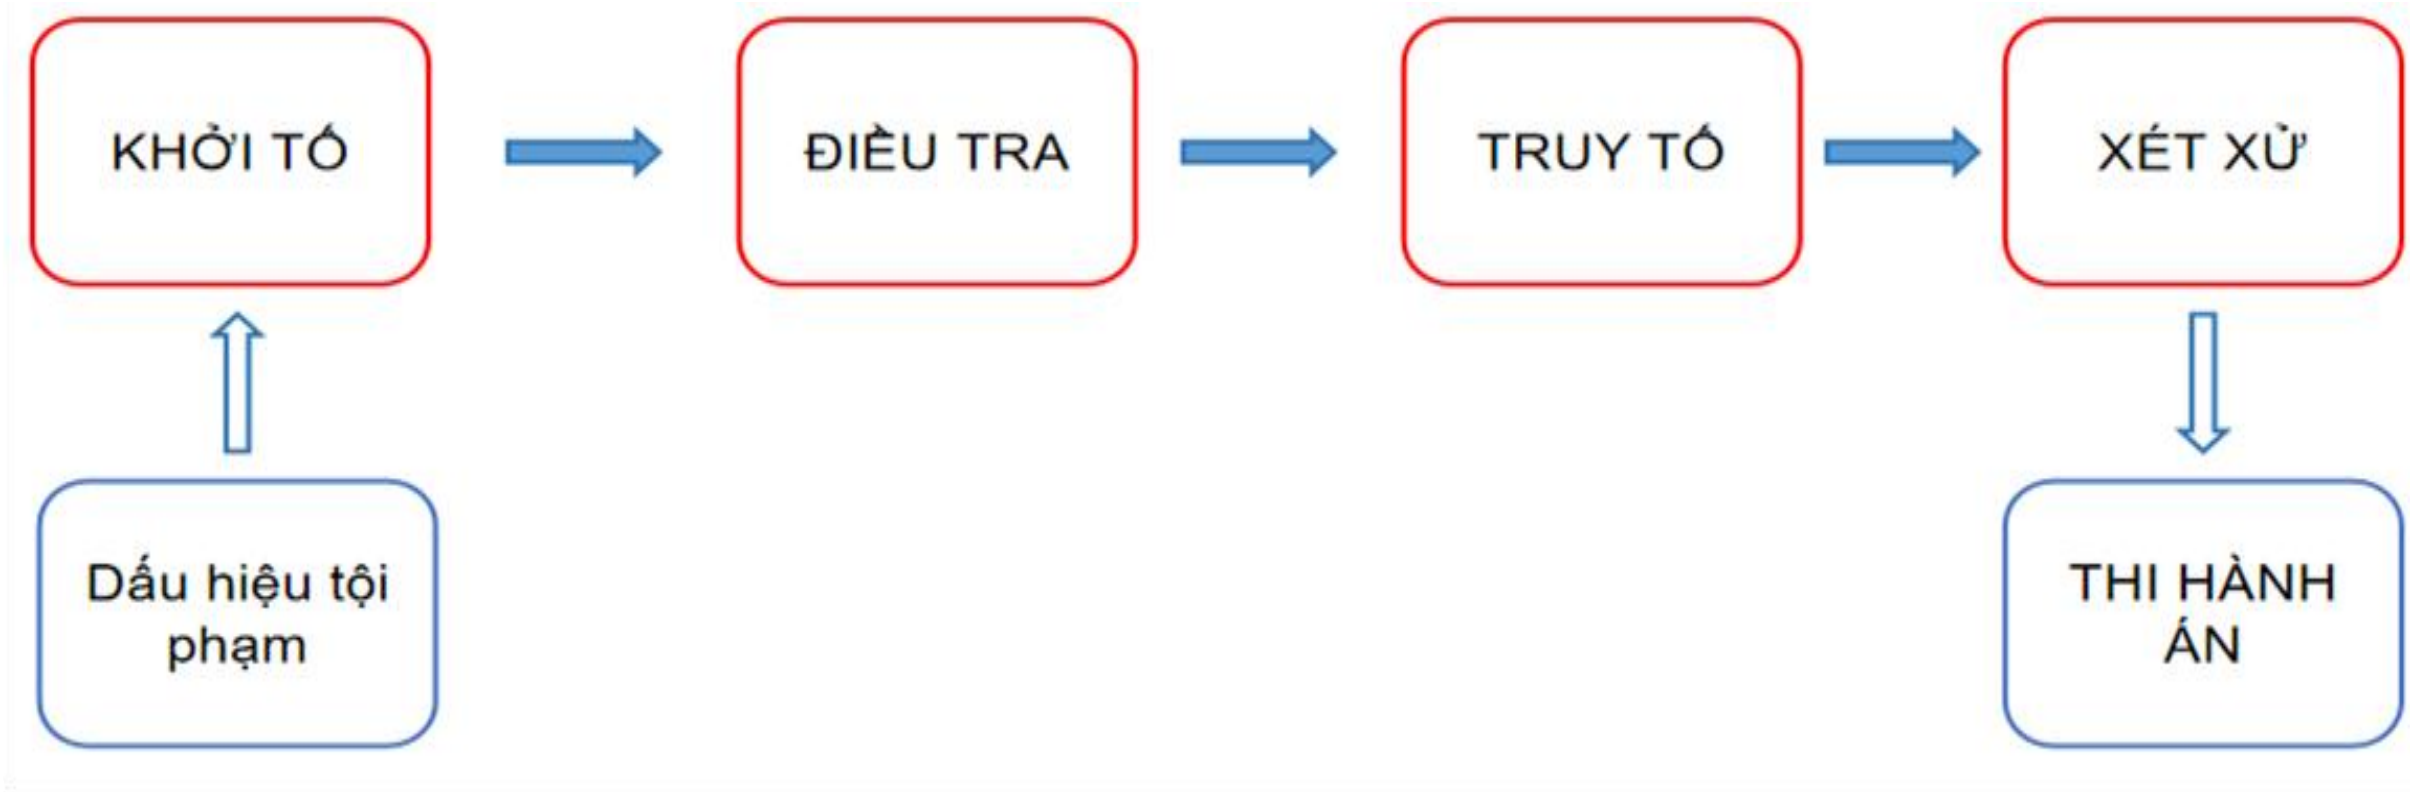 KHỞI TỐ
ĐIỀU TRA
TRUY TỐ
XÉT XỬ
Dấu hiệu tội
phạm
THI HÀNH
ÁN